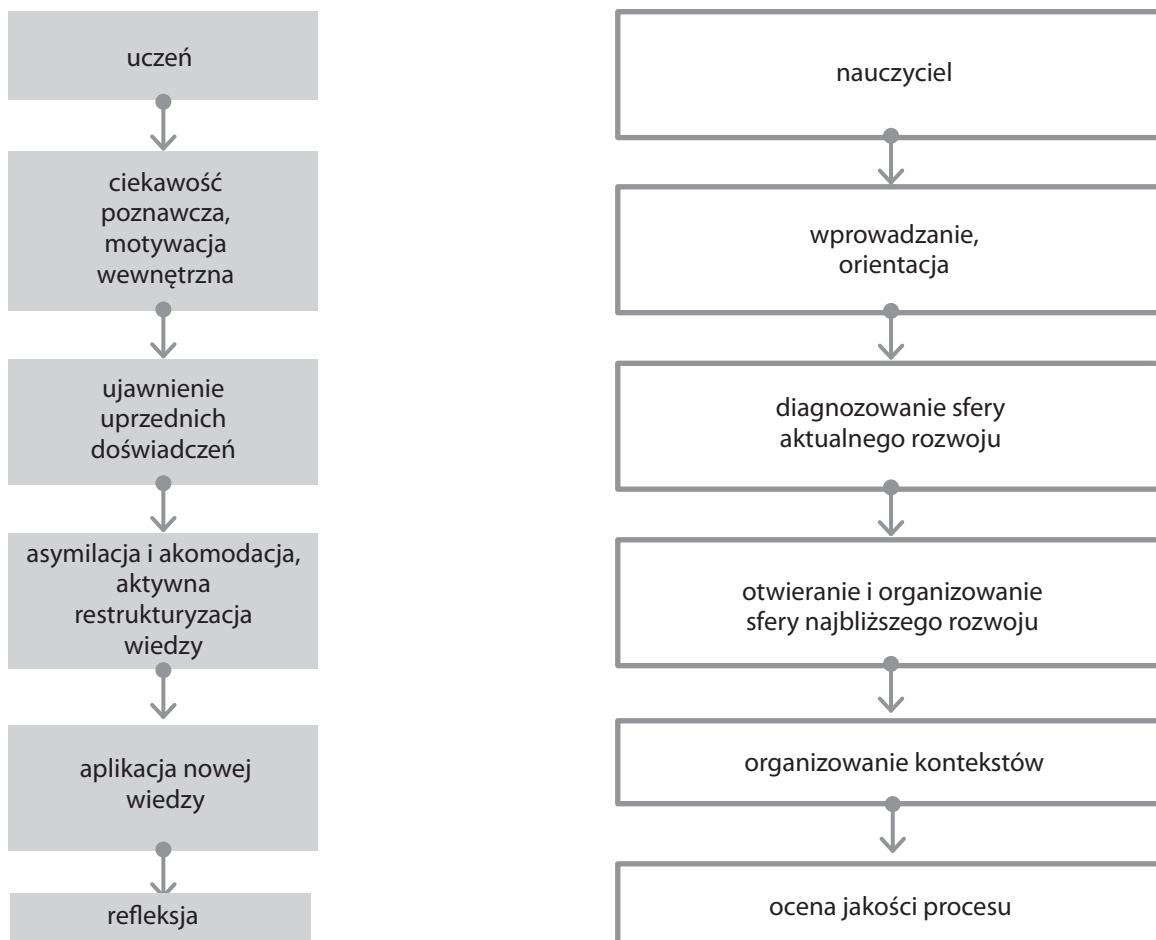 uczeń
ciekawość
poznawcza,
motywacja
wewnętrzna
ujawnienie
uprzednich
doświadczeń
asymilacja i akomodacja,
aktywna
restrukturyzacja
wiedzy
aplikacja nowej
wiedzy
refleksja
nauczyciel
wprowadzanie,
orientacja
diagnozowanie sfery
aktualnego rozwoju
otwieranie i organizowanie
sfery najbliższego rozwoju
organizowanie kontekstów
ocena jakości procesu